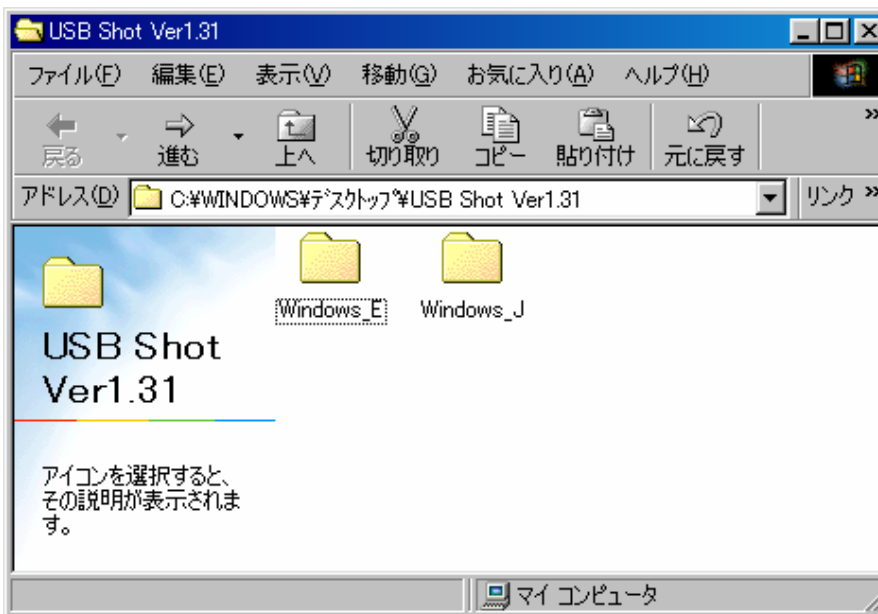 USB Shot Ver1.31
ファイル(F) 編集(E) 表示(V) 移動(G) お気に入り(A) ヘルプ(H)
戻る 進む 上へ 切り取り コピー 貼り付け 元に戻す »
アドレス(D) C:¥WINDOWS¥ﾃﾞｽｸﾄｯﾌﾟ¥USB Shot Ver1.31 リンク »
Windows_E Windows_J
USB Shot
Ver1.31
アイコンを選択すると、
その説明が表示されま
す。
マイ コンピュータ